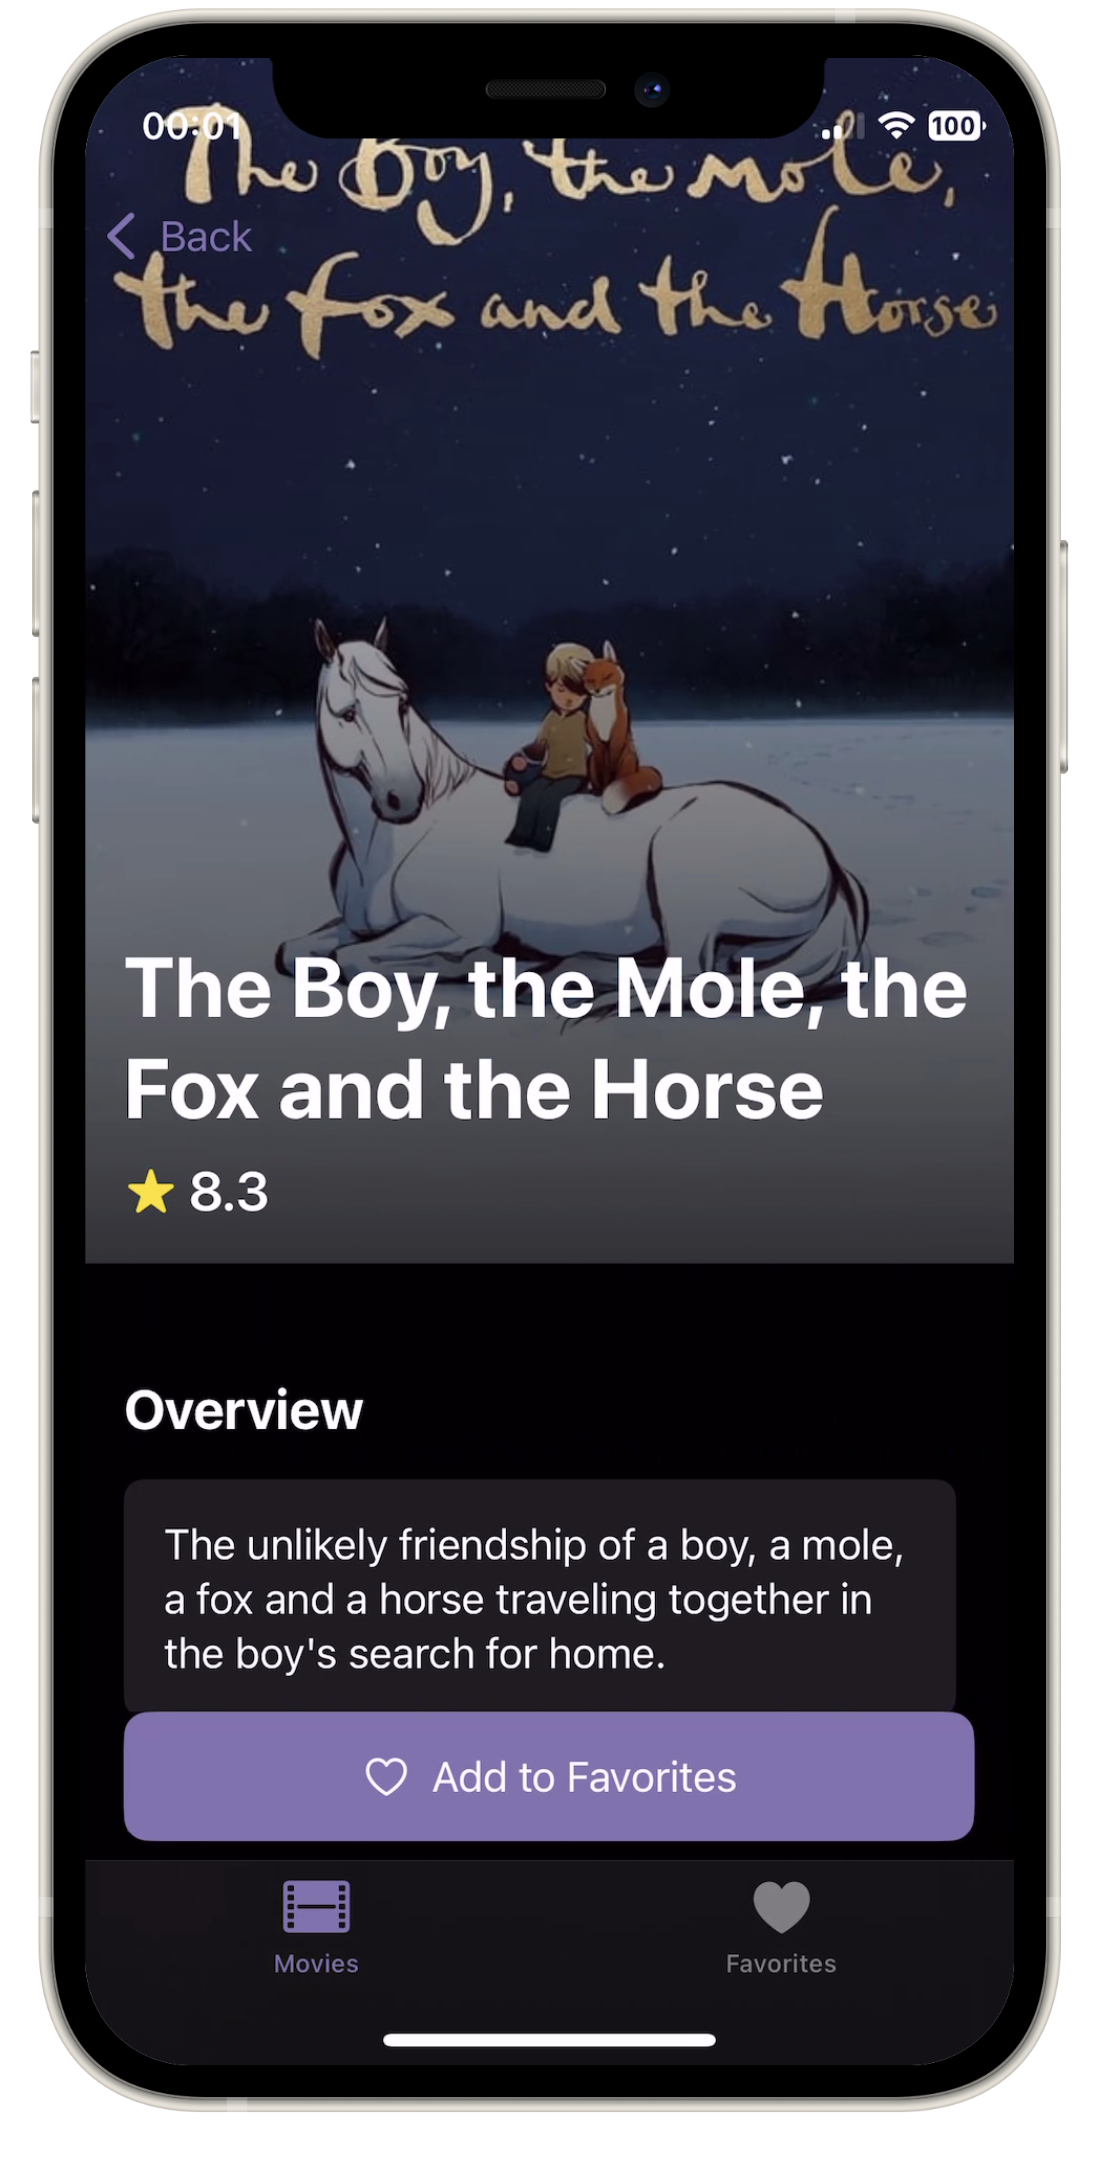 00:01
100
The Boy, the Mole,
Back
the Fox and the Horse
The Boy, the Mole, the
Fox and the Horse
8.3
Overview
The unlikely friendship of a boy, a mole,
a fox and a horse traveling together in
the boy's search for home.
Add to Favorites
Movies
Favorites